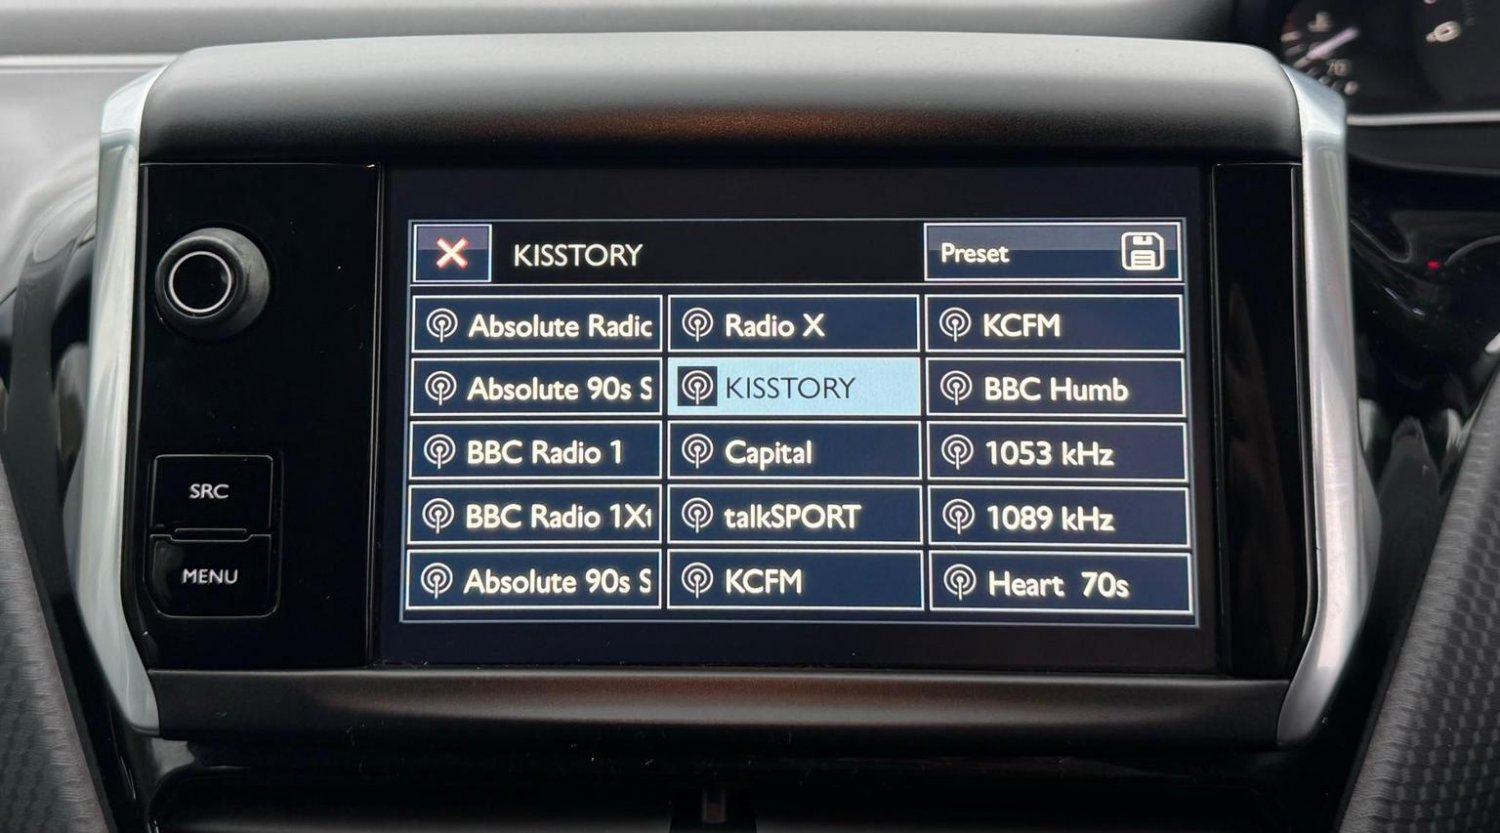 KISSTORY
Preset
Absolute Radic
Radio X
KCFM
Absolute 90s S
KISSTORY
BBC Humb
BBC Radio 1
Capital
1053 kHz
SRC
BBC Radio 1Xt
talkSPORT
1089 kHz
MENU
Absolute 90s S
KCFM
Heart 70s